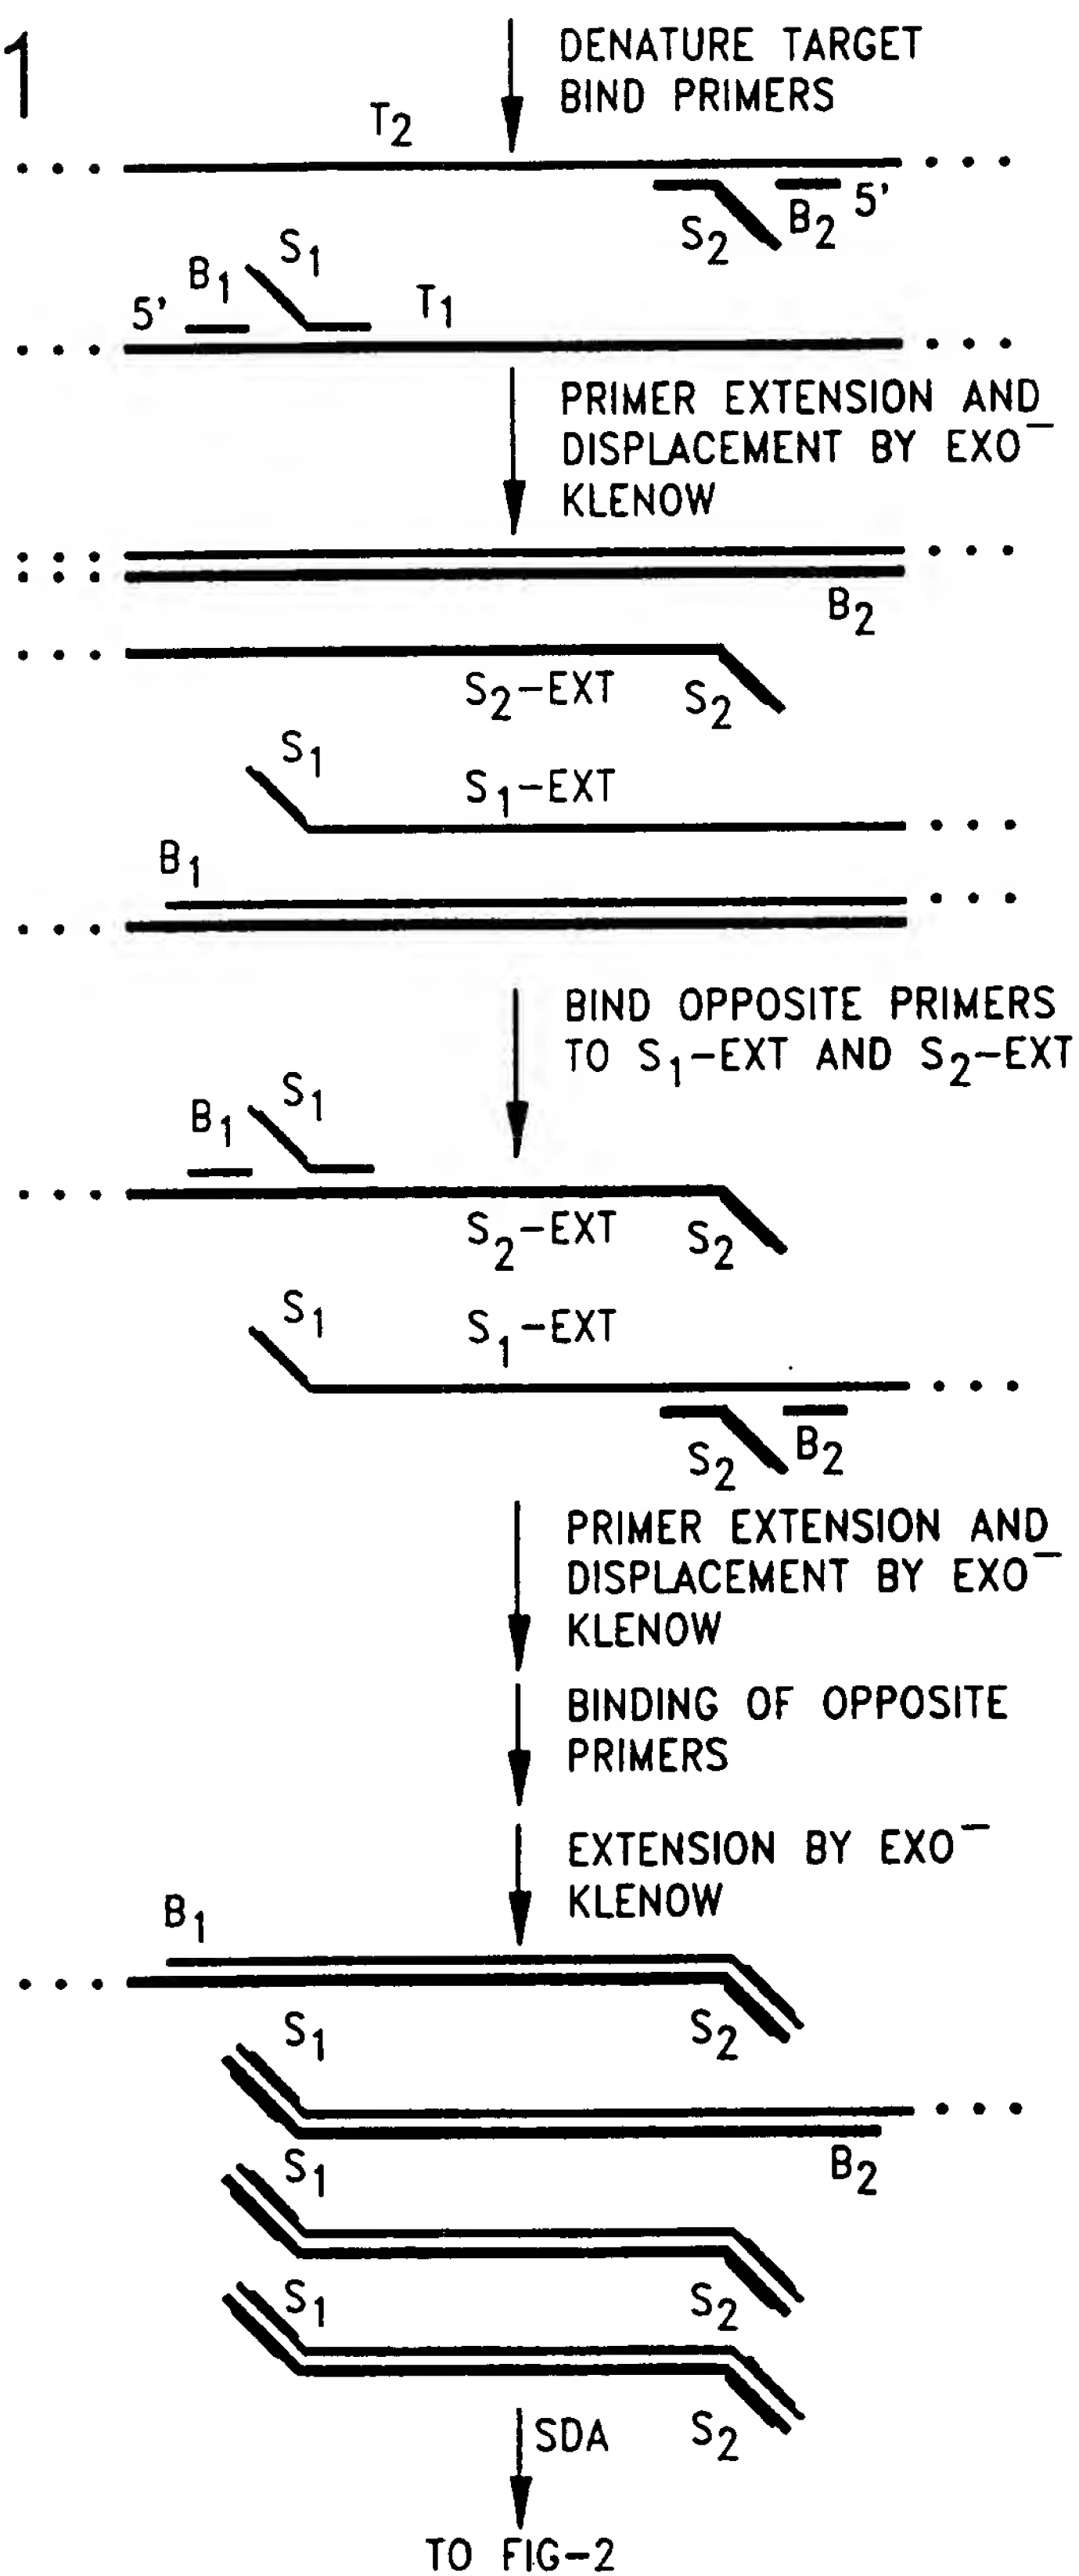 1
DENATURE TARGET
BIND PRIMERS
T2
S2
B2
5'
S1
B1
5'
T1
PRIMER EXTENSION AND
DISPLACEMENT BY EXO⁻
KLENOW
B2
S2-EXT
S2
S1
S1-EXT
B1
BIND OPPOSITE PRIMERS
TO S1-EXT AND S2-EXT
S1
B1
S2-EXT
S2
S1
S1-EXT
S2
B2
PRIMER EXTENSION AND
DISPLACEMENT BY EXO⁻
KLENOW
BINDING OF OPPOSITE
PRIMERS
EXTENSION BY EXO⁻
KLENOW
B1
S2
S1
B2
S1
S2
S1
S2
SDA
TO FIG-2